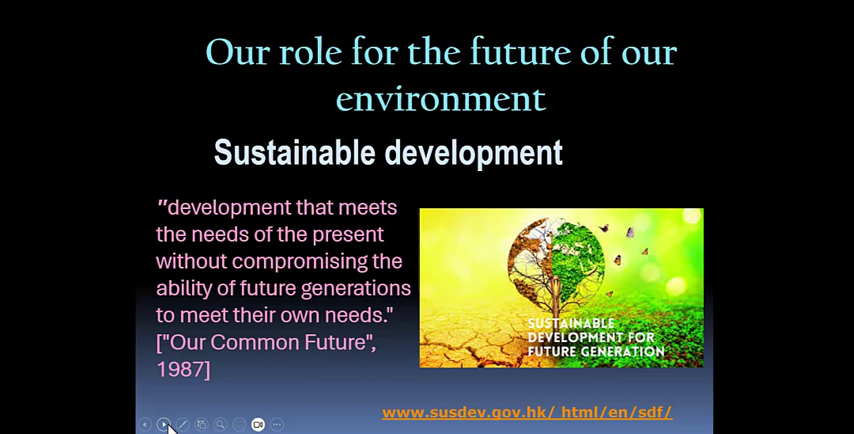 Our role for the future of our
environment
Sustainable development
"development that meets
the needs of the present
without compromising the
ability of future generations
to meet their own needs."
["Our Common Future",
1987]
SUSTAINABLE
DEVELOPMENT FOR
FUTURE GENERATION
www.susdev.gov.hk/ html/en/sdf/